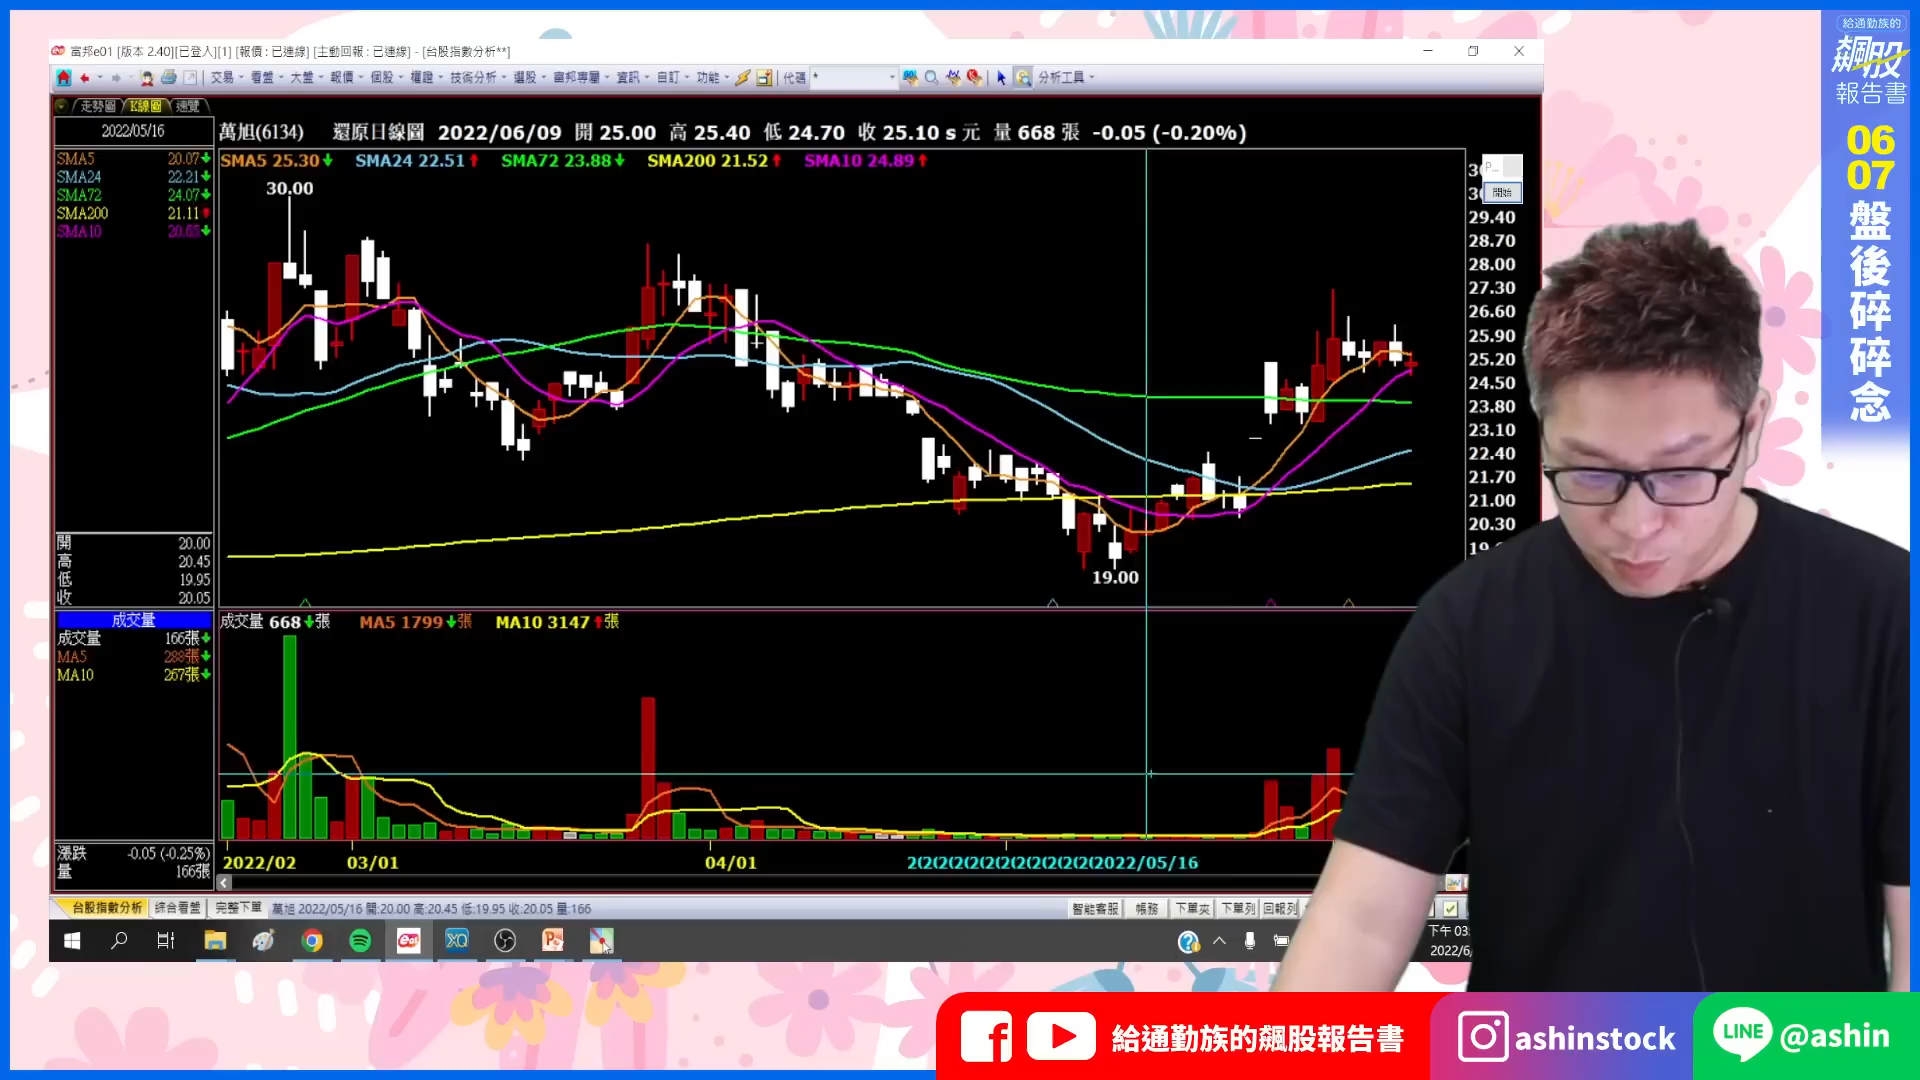 富邦e01 [版本 2.40][已登入][1] [報價 : 已連線] [主動回報 : 已連線] - [台股指數分析**]
交易 看盤 大盤 報價 個股 權證 技術分析 選股 富邦專屬 資訊 自訂 功能 代碼 * 分析工具
走勢圖 K線圖 速覽
2022/05/16
SMA5 20.07
SMA24 22.21
SMA72 24.07
SMA200 21.11
SMA10
萬旭(6134) 還原日線圖 2022/06/09 開 25.00 高 25.40 低 24.70 收 25.10 s 元 量 668 張 -0.05 (-0.20%)
SMA5 25.30 SMA24 22.51 SMA72 23.88 SMA200 21.52 SMA10 24.89
30.00
19.00
P...
開始
29.40
28.70
28.00
27.30
26.60
25.90
25.20
24.50
23.80
23.10
22.40
21.70
21.00
20.30
開 20.00
高 20.45
低 19.95
收 20.05
成交量
成交量 166張
MA5 288張
MA10 267張
漲跌 -0.05 (-0.25%)
量 166張
成交量 668張 MA5 1799張 MA10 3147張
2022/02 03/01 04/01 2022/05/16
台股指數分析 綜合看盤 完整下單 萬旭 2022/05/16 開:20.00 高:20.45 低:19.95 收:20.05 量:166
智能客服 帳務 下單夾 下單列 回報列
下午 03
2022/6
給通勤族的
飆股
報告書
06
07
盤後碎碎念
給通勤族的飆股報告書
ashinstock
LINE @ashin